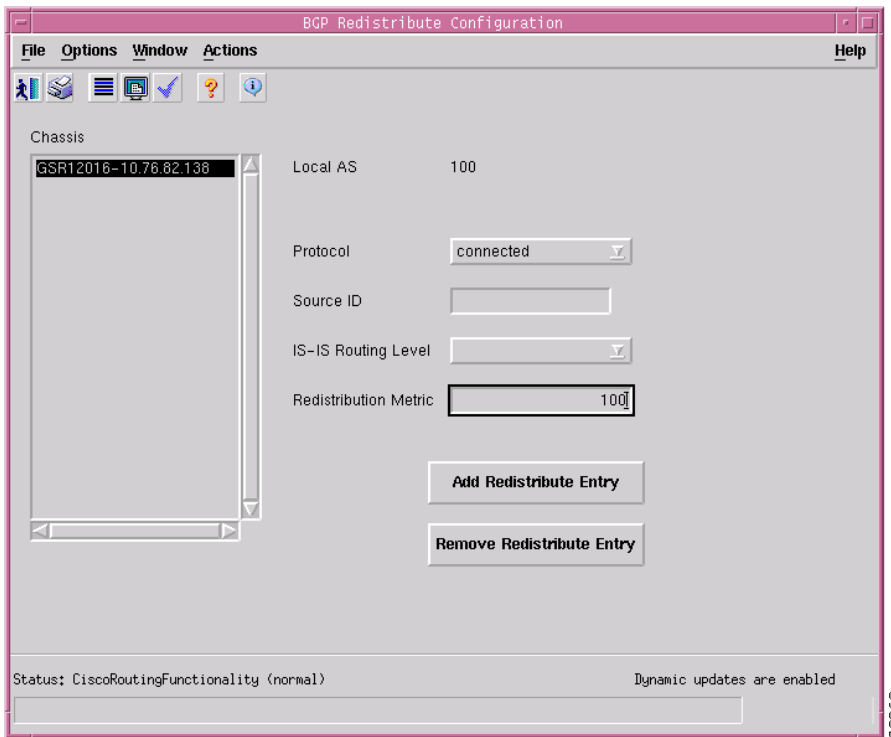 BGP Redistribute Configuration
File Options Window Actions Help
Chassis
GSR12016-10.76.82.138
Local AS 100
Protocol connected
Source ID
IS-IS Routing Level
Redistribution Metric 100
Add Redistribute Entry
Remove Redistribute Entry
Status: CiscoRoutingFunctionality (normal) Dynamic updates are enabled